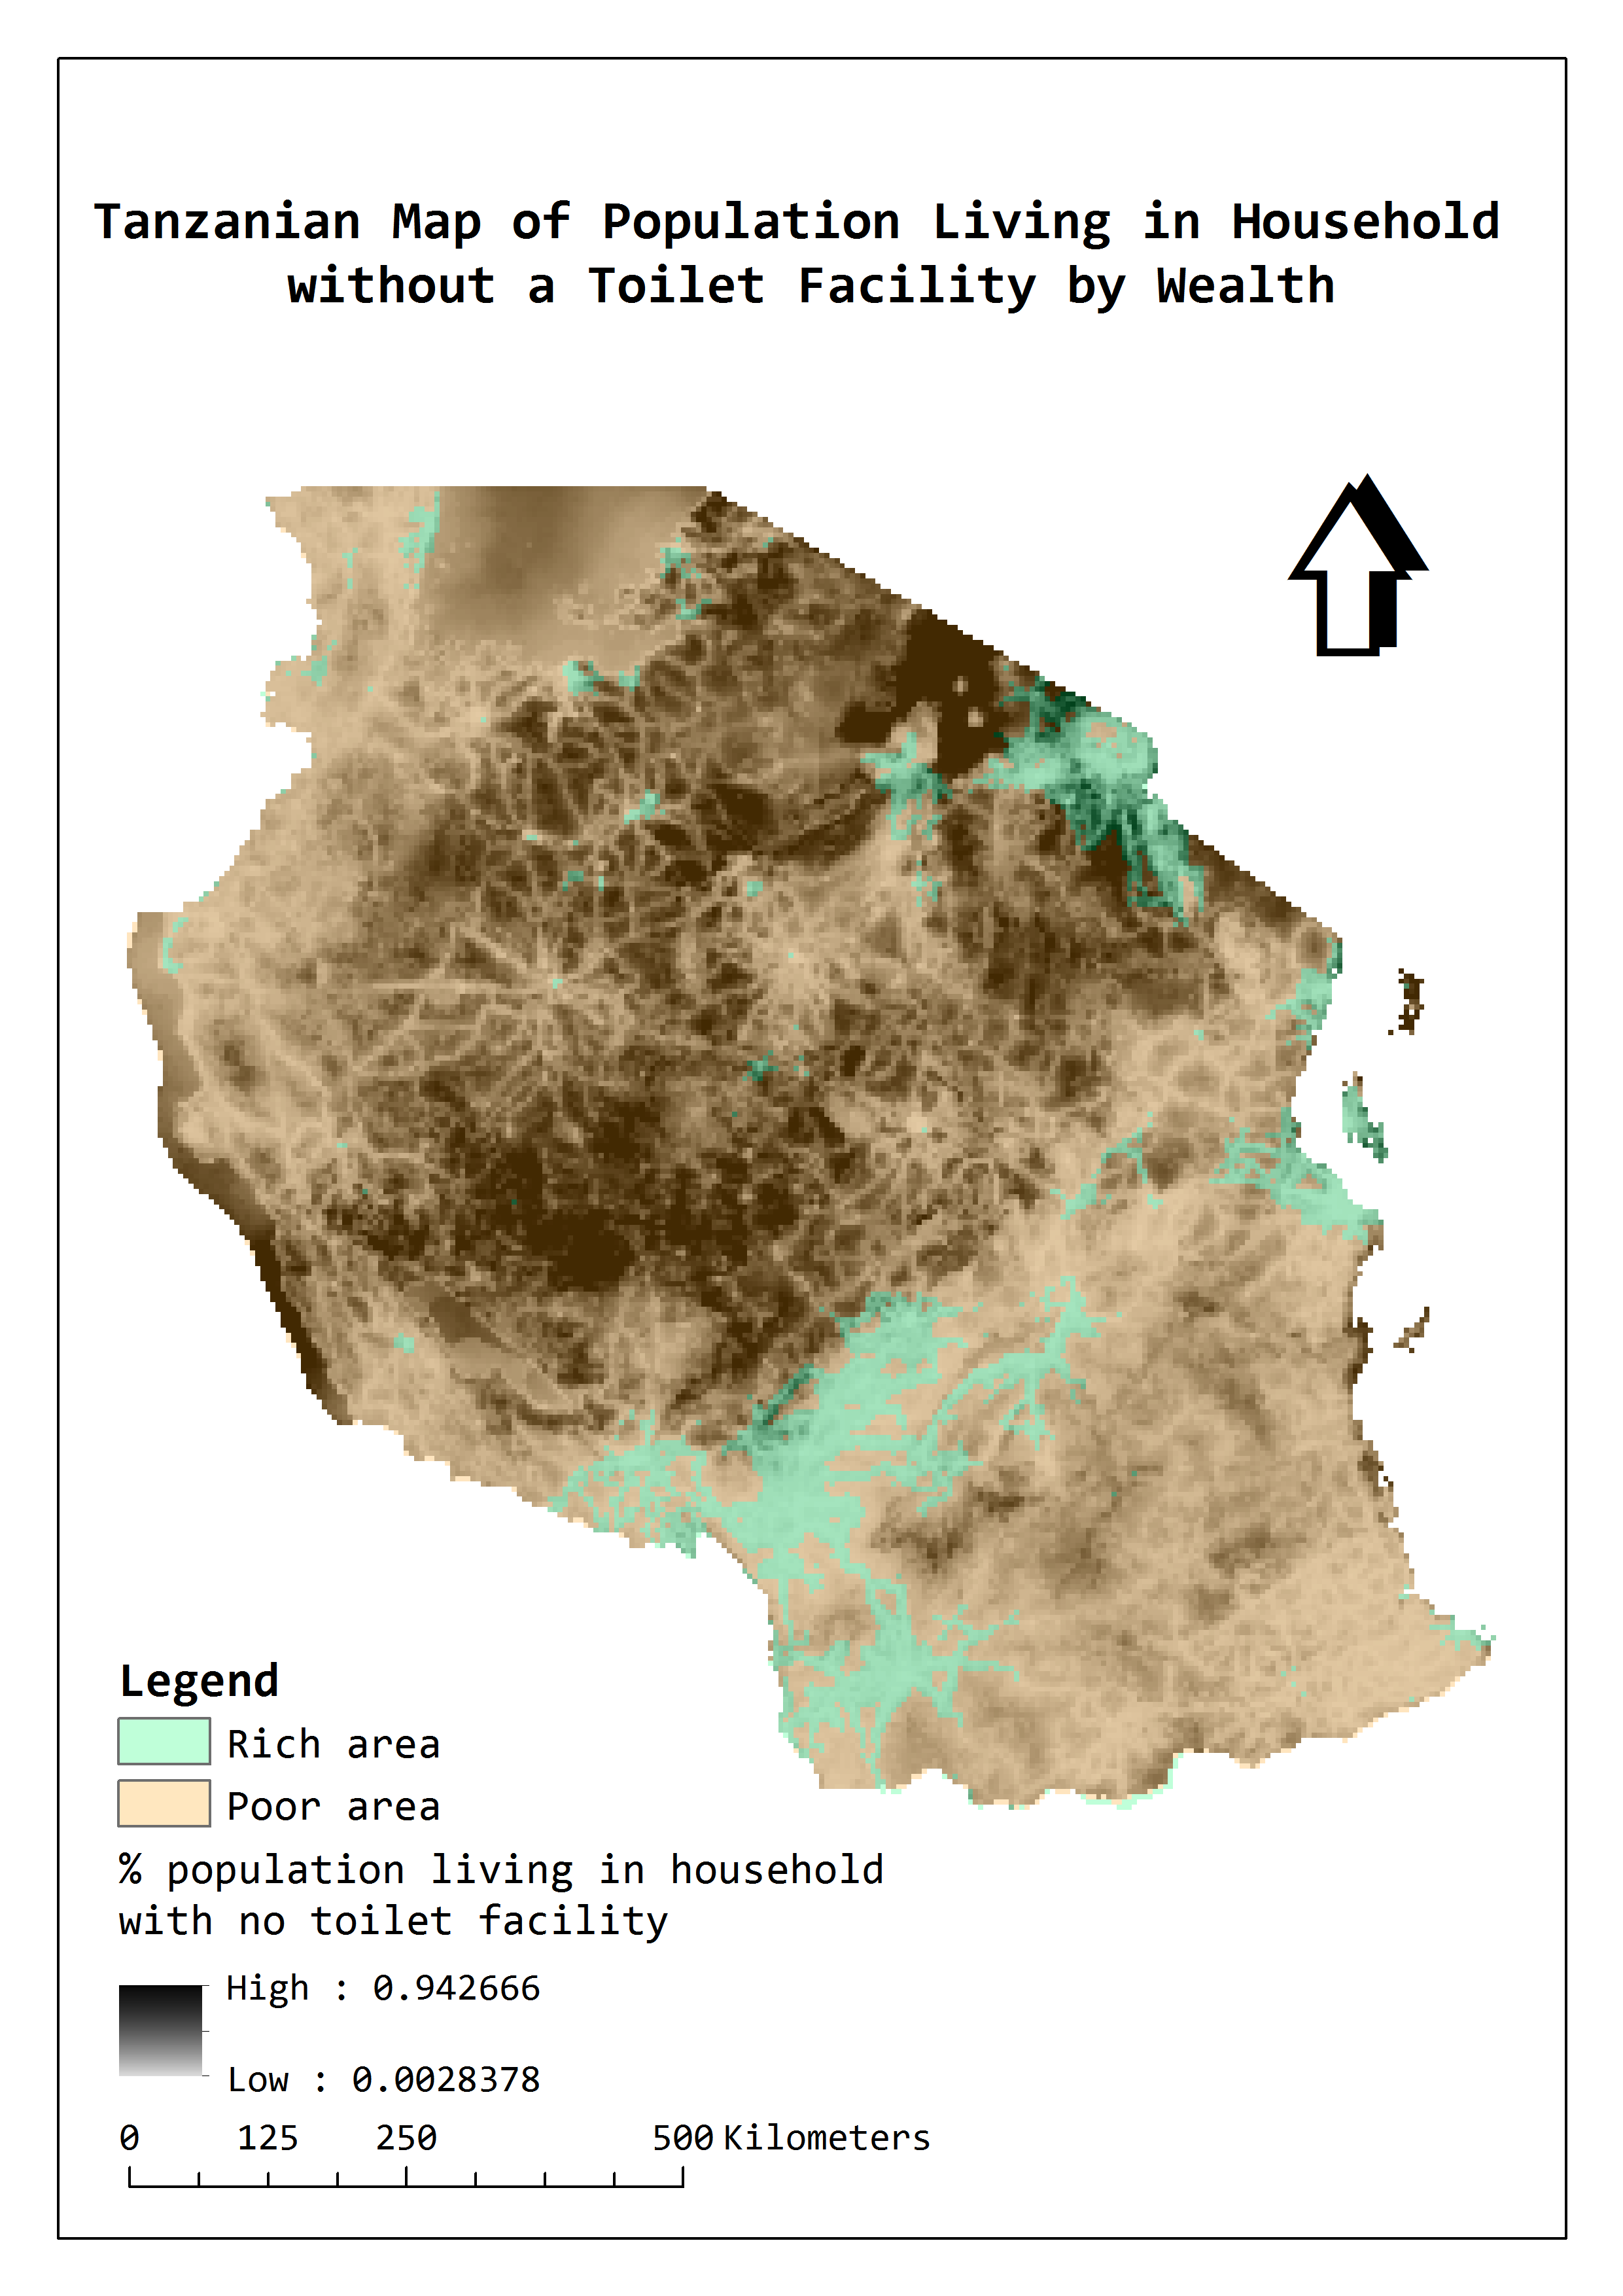 Tanzanian Map of Population Living in Household
without a Toilet Facility by Wealth
Legend
Rich area
Poor area
% population living in household
with no toilet facility
High : 0.942666
Low : 0.0028378
0 125 250 500 Kilometers